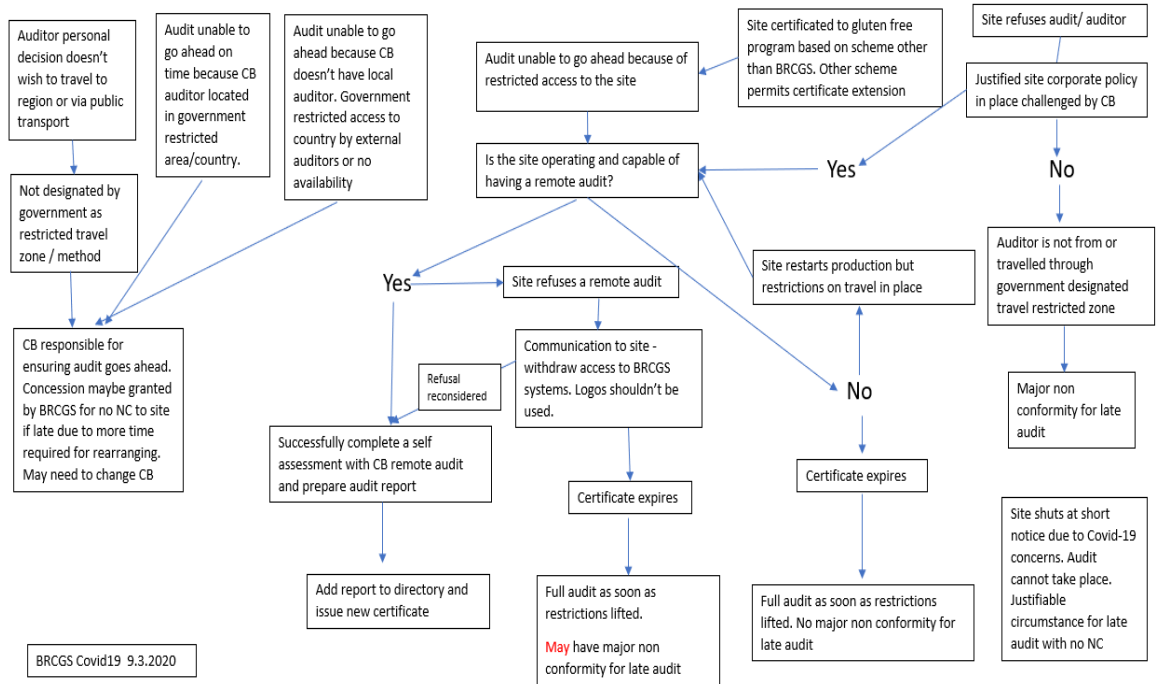 Auditor personal
decision doesn't
wish to travel to
region or via public
transport
Audit unable to
go ahead on
time because CB
auditor located
in government
restricted
area/country.
Audit unable to go
ahead because CB
doesn't have local
auditor. Government
restricted access to
country by external
auditors or no
availability
Audit unable to go ahead because of
restricted access to the site
Site certificated to gluten free
program based on scheme other
than BRCGS. Other scheme
permits certificate extension
Site refuses audit/ auditor
Justified site corporate policy
in place challenged by CB
Not designated by
government as
restricted travel
zone / method
Is the site operating and capable of
having a remote audit?
Yes
No
Yes
Site refuses a remote audit
Site restarts production but
restrictions on travel in place
Auditor is not from or
travelled through
government designated
travel restricted zone
CB responsible for
ensuring audit goes ahead.
Concession maybe granted
by BRCGS for no NC to site
if late due to more time
required for rearranging.
May need to change CB
Refusal
reconsidered
Communication to site -
withdraw access to BRCGS
systems. Logos shouldn't be
used.
No
Major non
conformity for late
audit
Successfully complete a self
assessment with CB remote audit
and prepare audit report
Certificate expires
Certificate expires
Site shuts at short
notice due to Covid-19
concerns. Audit
cannot take place.
Justifiable
circumstance for late
audit with no NC
Add report to directory and
issue new certificate
Full audit as soon as
restrictions lifted.
May have major non
conformity for late audit
Full audit as soon as restrictions
lifted. No major non conformity for
late audit
BRCGS Covid19  9.3.2020